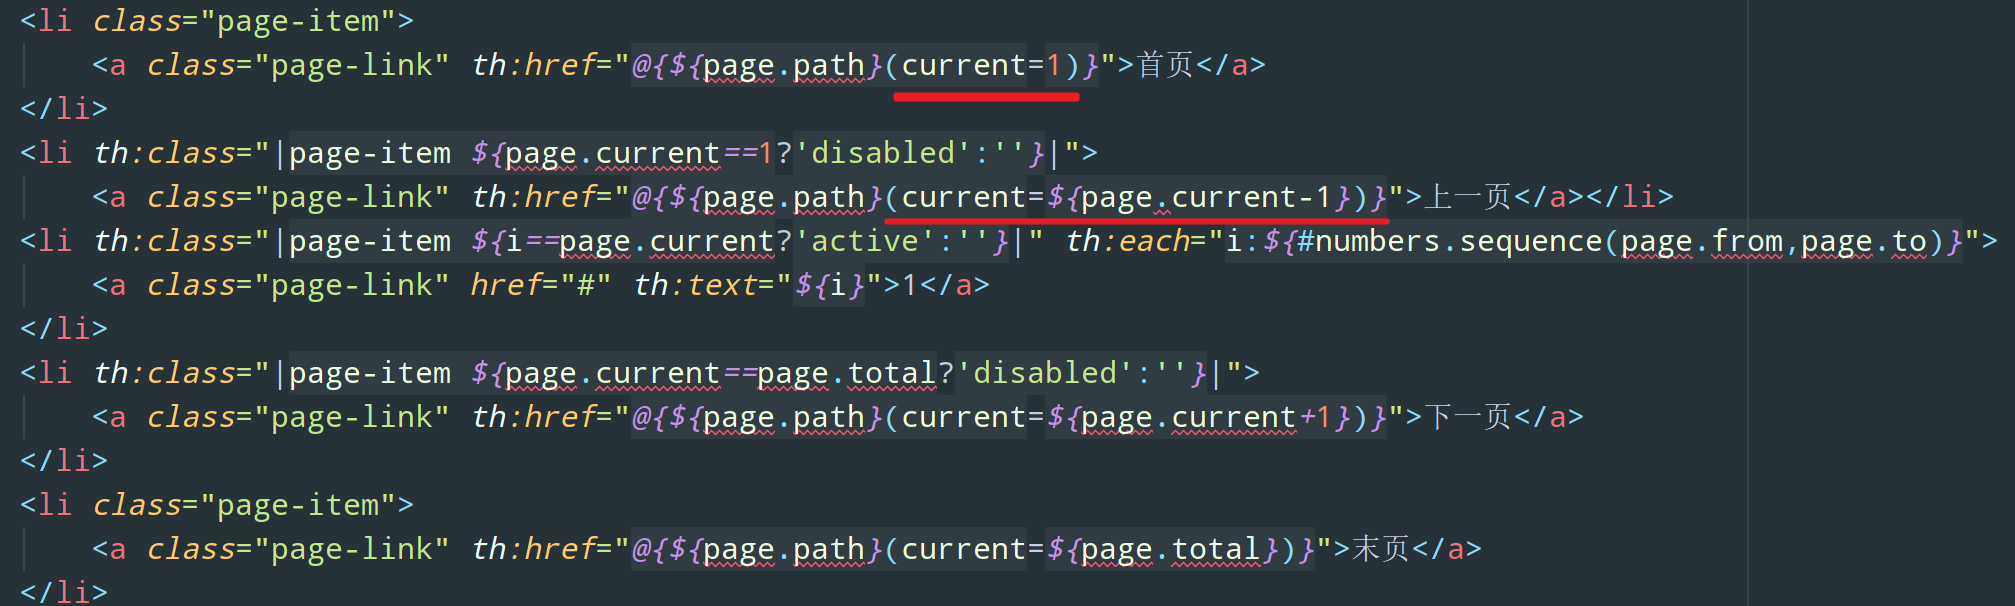 <li class="page-item">
<a class="page-link" th:href="@{${page.path}(current=1)}">首页</a>
</li>
<li th:class="|page-item ${page.current==1?'disabled':''}|">
<a class="page-link" th:href="@{${page.path}(current=${page.current-1})}">上一页</a></li>
<li th:class="|page-item ${i==page.current?'active':''}|" th:each="i:${#numbers.sequence(page.from,page.to)}">
<a class="page-link" href="#" th:text="${i}">1</a>
</li>
<li th:class="|page-item ${page.current==page.total?'disabled':''}|">
<a class="page-link" th:href="@{${page.path}(current=${page.current+1})}">下一页</a>
</li>
<li class="page-item">
<a class="page-link" th:href="@{${page.path}(current=${page.total})}">末页</a>
</li>